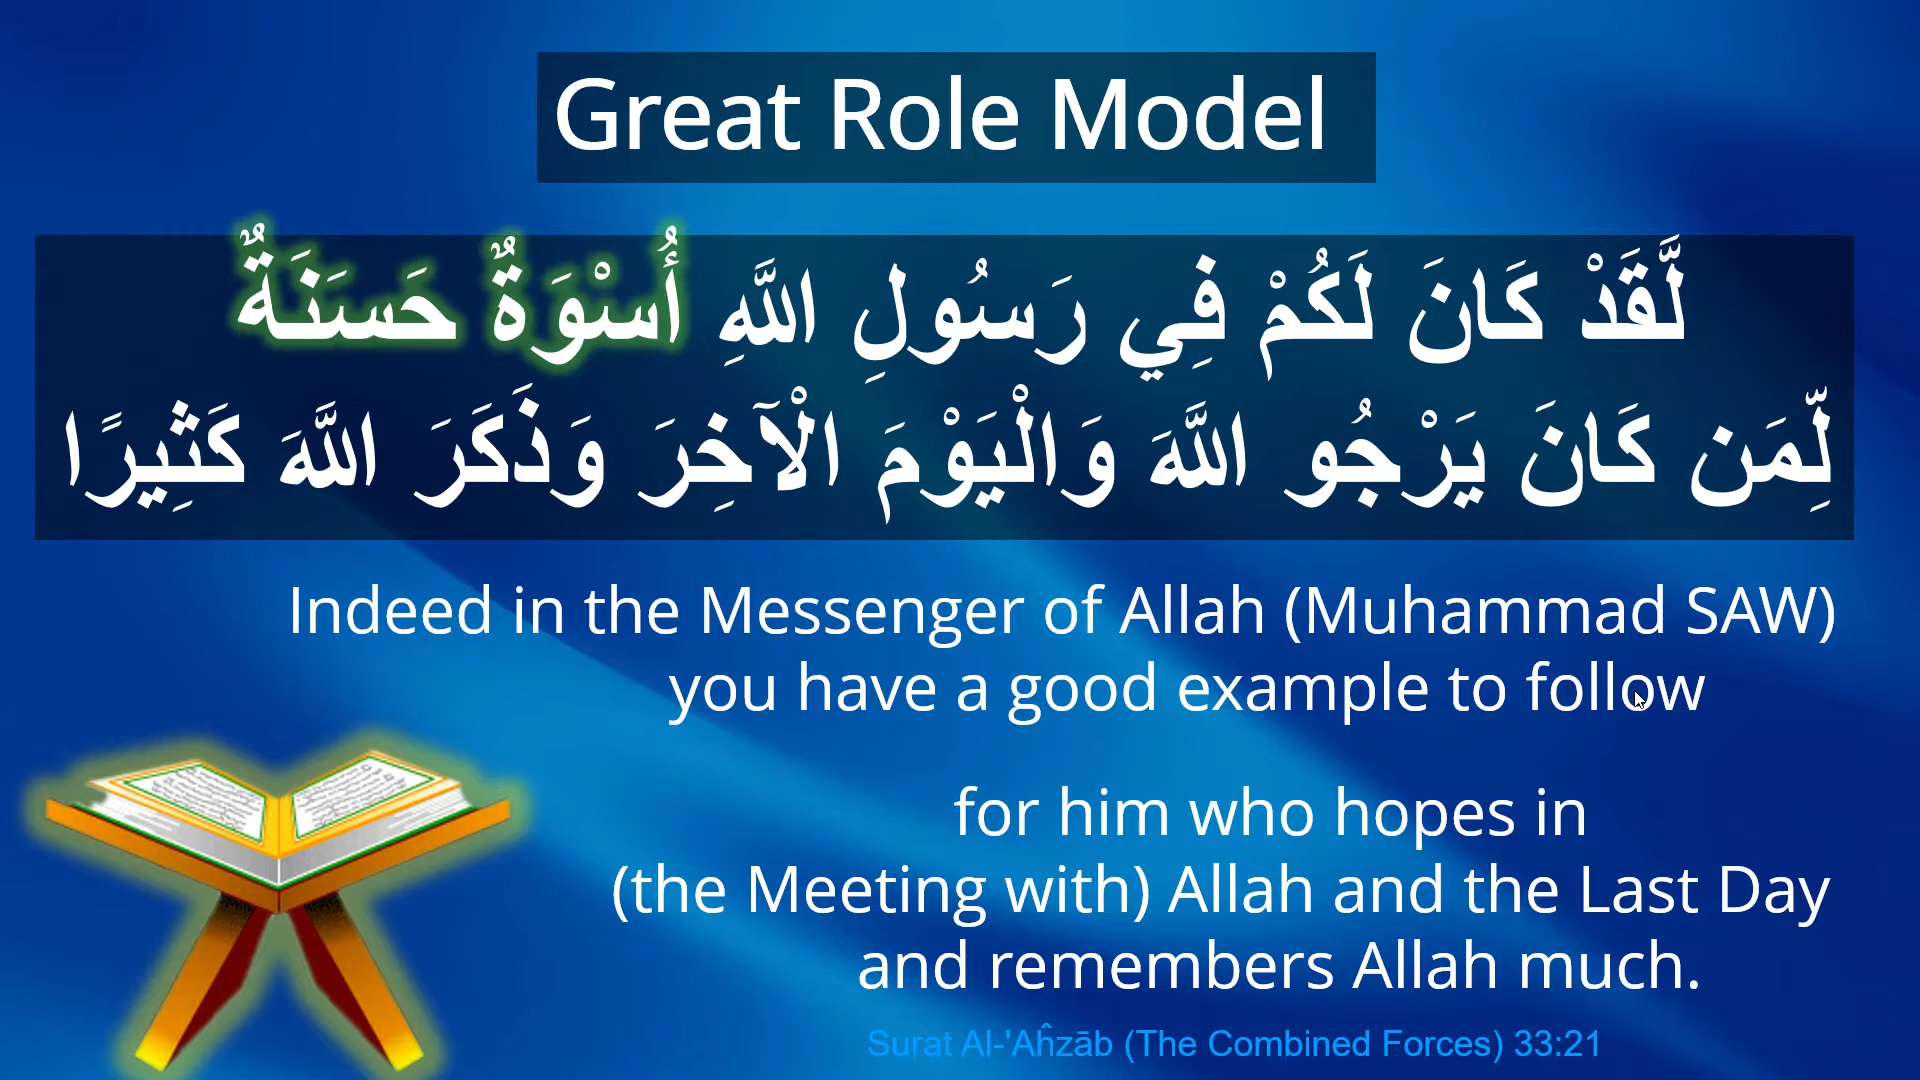 Great Role Model
لَّقَدْ كَانَ لَكُمْ فِي رَسُولِ اللَّهِ أُسْوَةٌ حَسَنَةٌ
لِّمَن كَانَ يَرْجُو اللَّهَ وَالْيَوْمَ الْآخِرَ وَذَكَرَ اللَّهَ كَثِيرًا
Indeed in the Messenger of Allah (Muhammad SAW)
you have a good example to follow
for him who hopes in
(the Meeting with) Allah and the Last Day
and remembers Allah much.
Surat Al-'Aĥzāb (The Combined Forces) 33:21